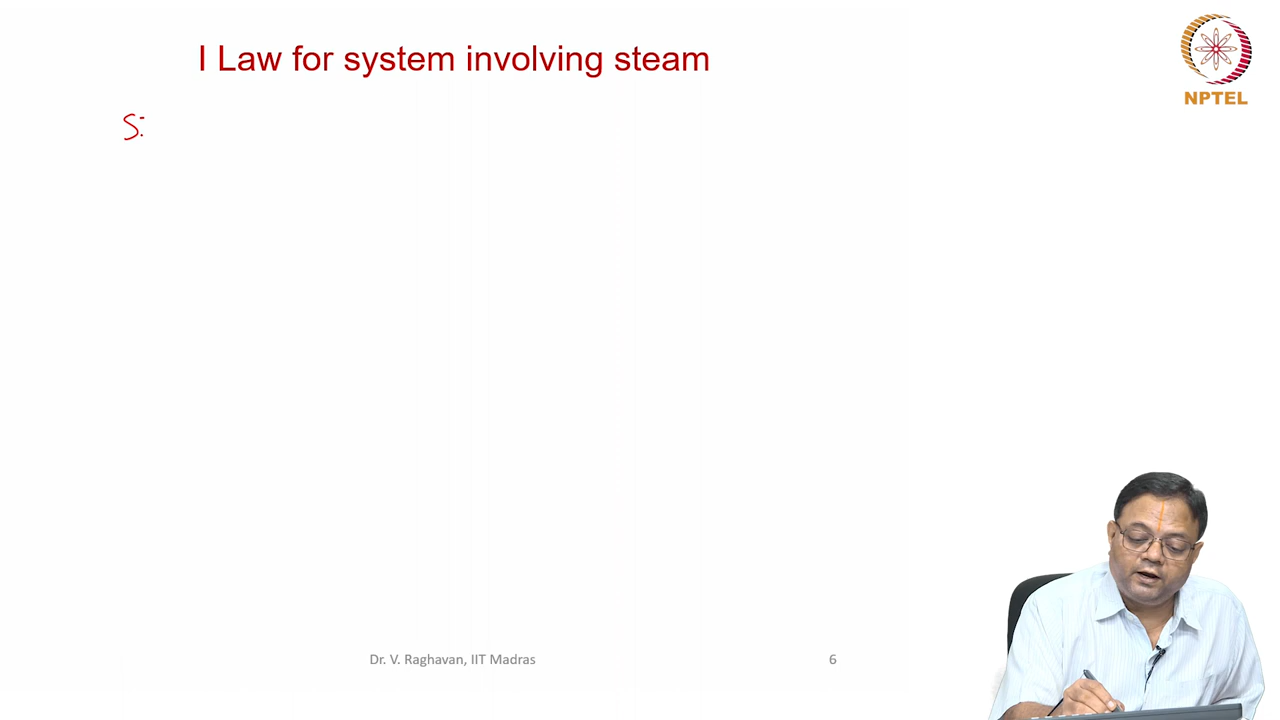 I Law for system involving steam
NPTEL
S:
Dr. V. Raghavan, IIT Madras
6